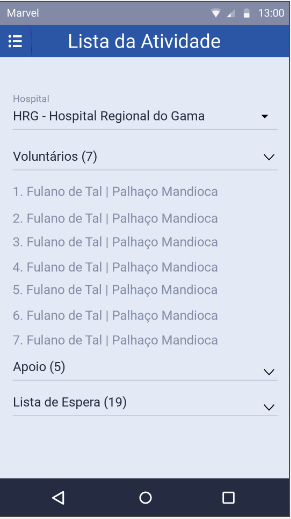 Marvel 13:00
Lista da Atividade
Hospital
HRG - Hospital Regional do Gama
Voluntários (7)
1. Fulano de Tal | Palhaço Mandioca
2. Fulano de Tal | Palhaço Mandioca
3. Fulano de Tal | Palhaço Mandioca
4. Fulano de Tal | Palhaço Mandioca
5. Fulano de Tal | Palhaço Mandioca
6. Fulano de Tal | Palhaço Mandioca
7. Fulano de Tal | Palhaço Mandioca
Apoio (5)
Lista de Espera (19)